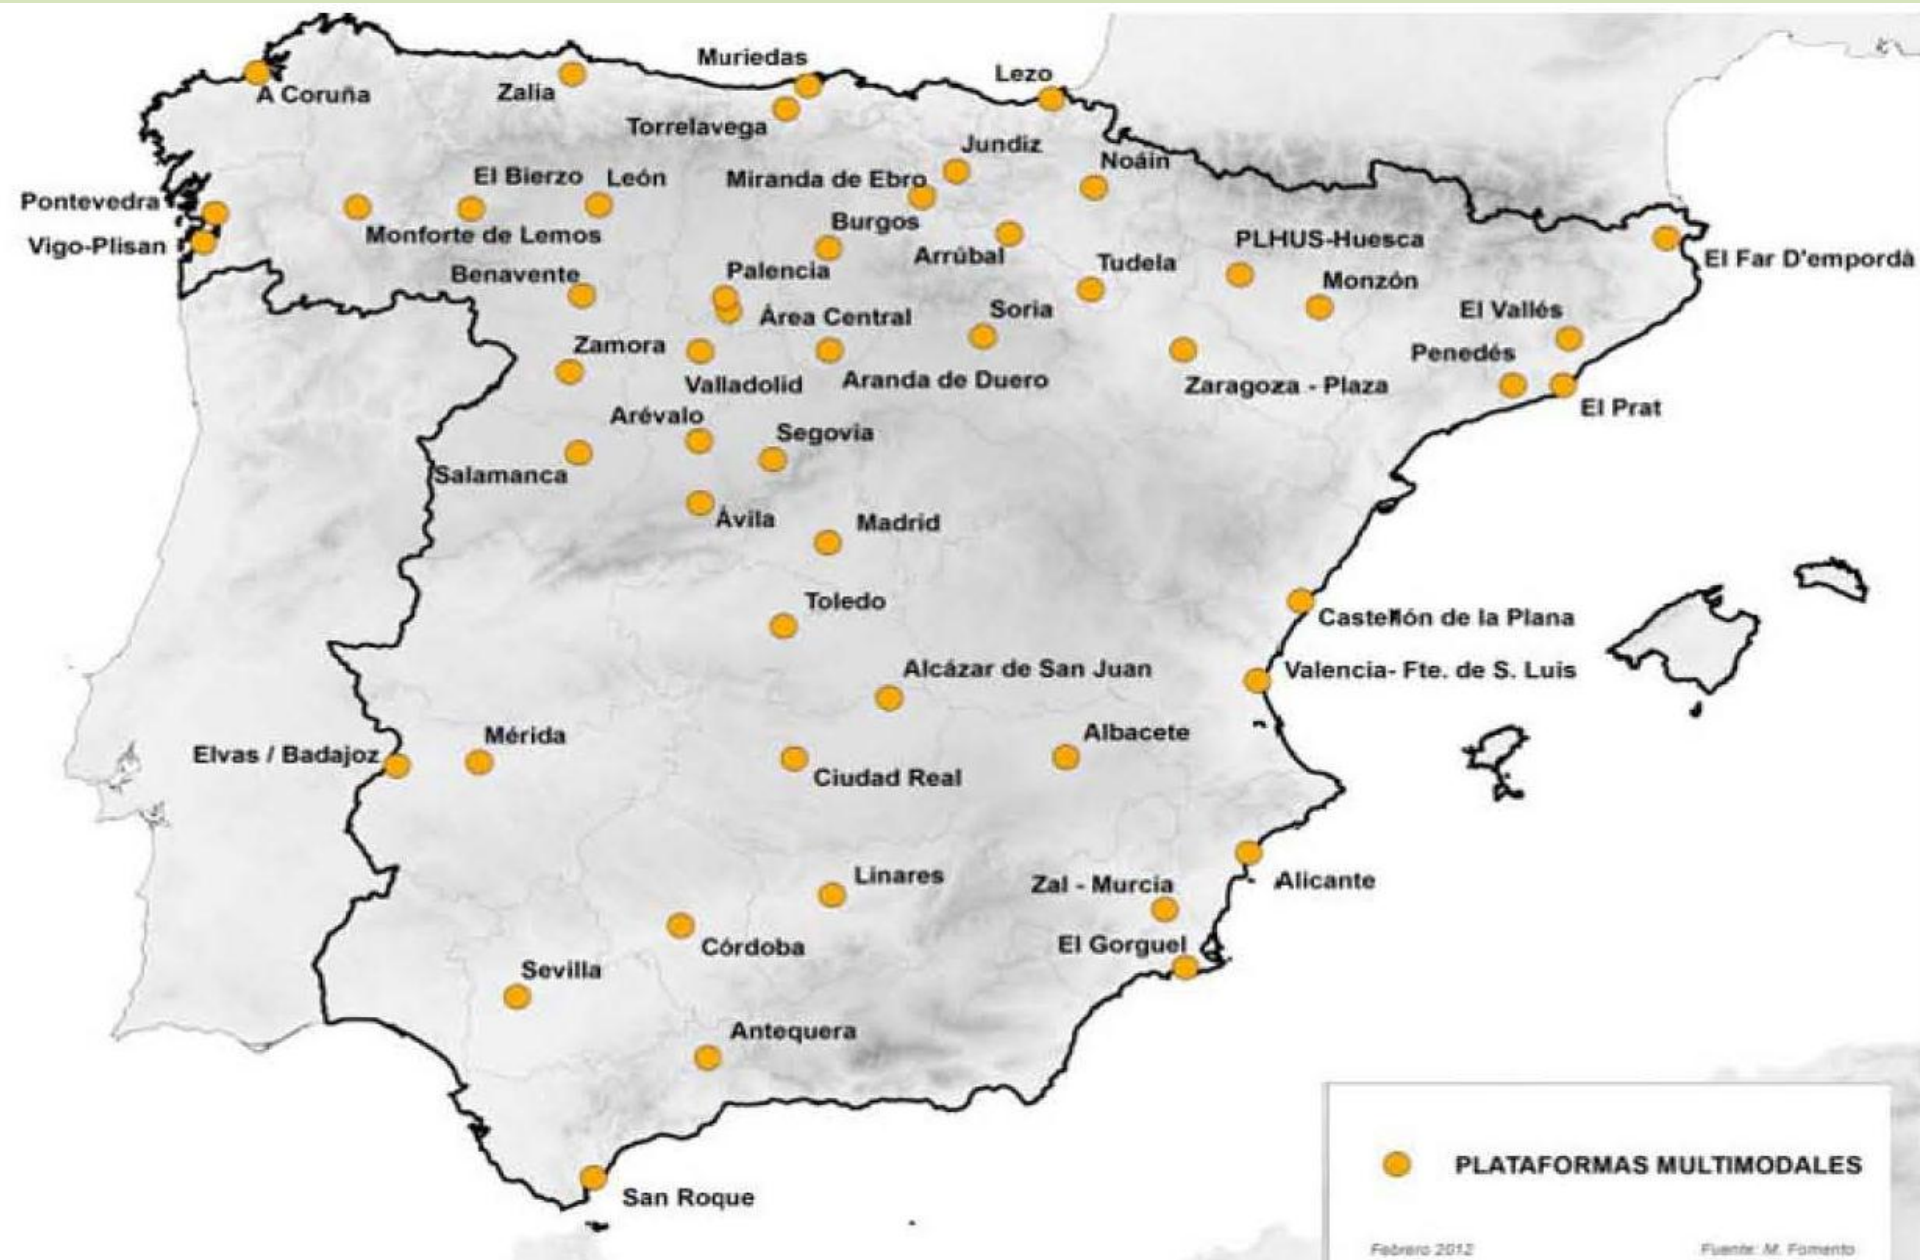 Muriedas
Lezo
A Coruña
Zalia
Torrelavega
Jundiz
Noáin
El Bierzo
León
Miranda de Ebro
Pontevedra
Burgos
Monforte de Lemos
Vigo-Plisan
PLHUS-Huesca
Arrúbal
El Far D'empordà
Tudela
Palencia
Benavente
Monzón
Soria
El Vallés
Área Central
Zamora
Penedés
Valladolid
Aranda de Duero
Zaragoza - Plaza
El Prat
Arévalo
Segovia
Salamanca
Ávila
Madrid
Toledo
Castellón de la Plana
Alcázar de San Juan
Valencia- Fte. de S. Luis
Albacete
Mérida
Elvas / Badajoz
Ciudad Real
Linares
Alicante
Zal - Murcia
Córdoba
El Gorguel
Sevilla
Antequera
San Roque
PLATAFORMAS MULTIMODALES
Febrero 2012
Fuente: M. Fomento